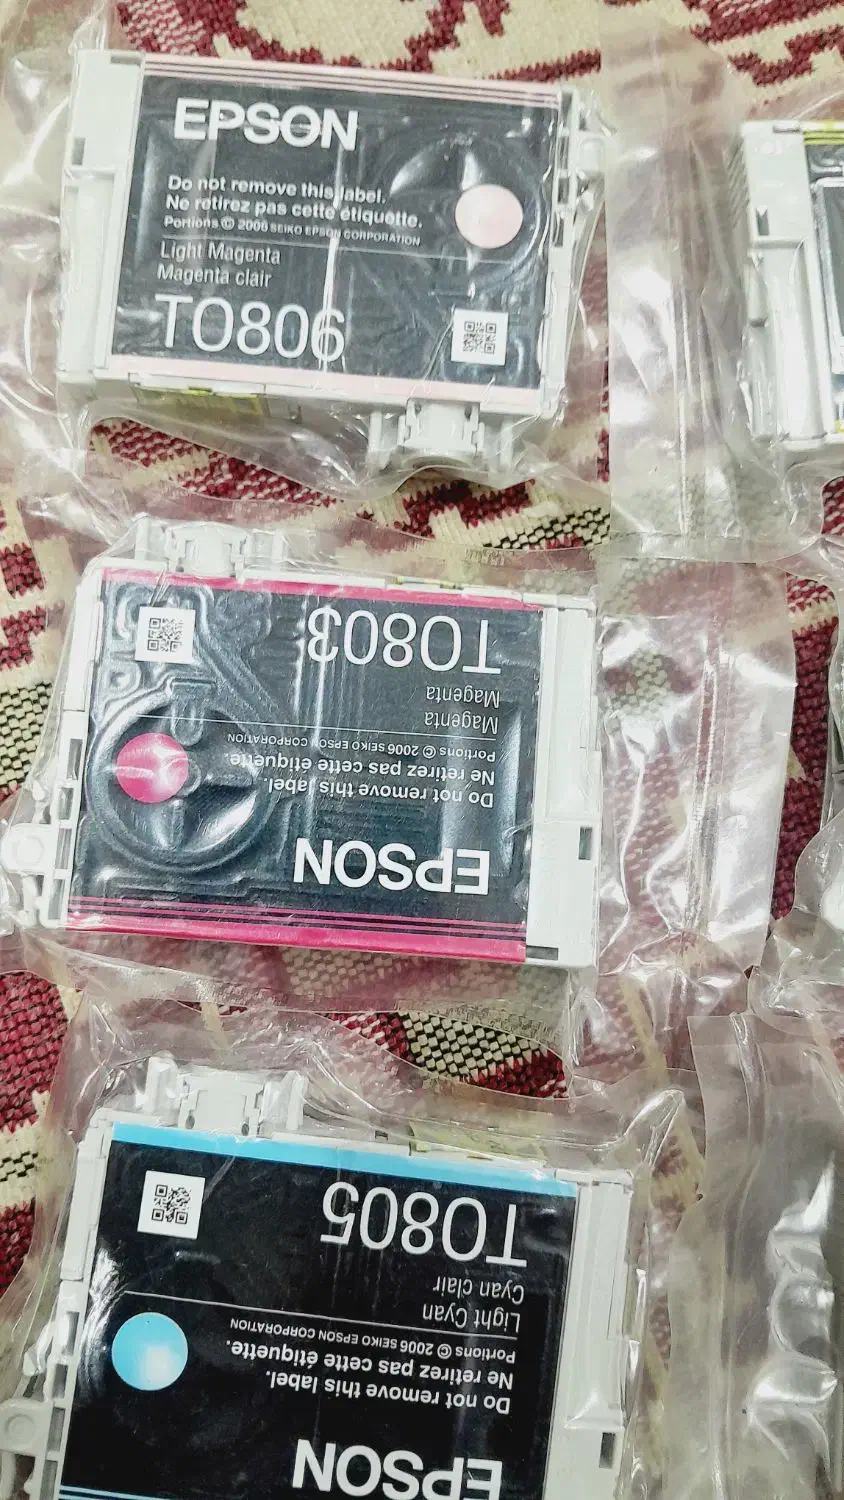 EPSON
Do not remove this label.
Ne retirez pas cette étiquette.
Portions © 2006 SEIKO EPSON CORPORATION
Light Magenta
Magenta clair
T0806
T0803
Magenta
Magenta
Portions © 2006 SEIKO EPSON CORPORATION
Ne retirez pas cette étiquette.
Do not remove this label.
EPSON
T0805
Cyan clair
Light Cyan
Portions © 2006 SEIKO EPSON CORPORATION
Ne retirez pas cette étiquette.
Do not remove this label.
EPSON